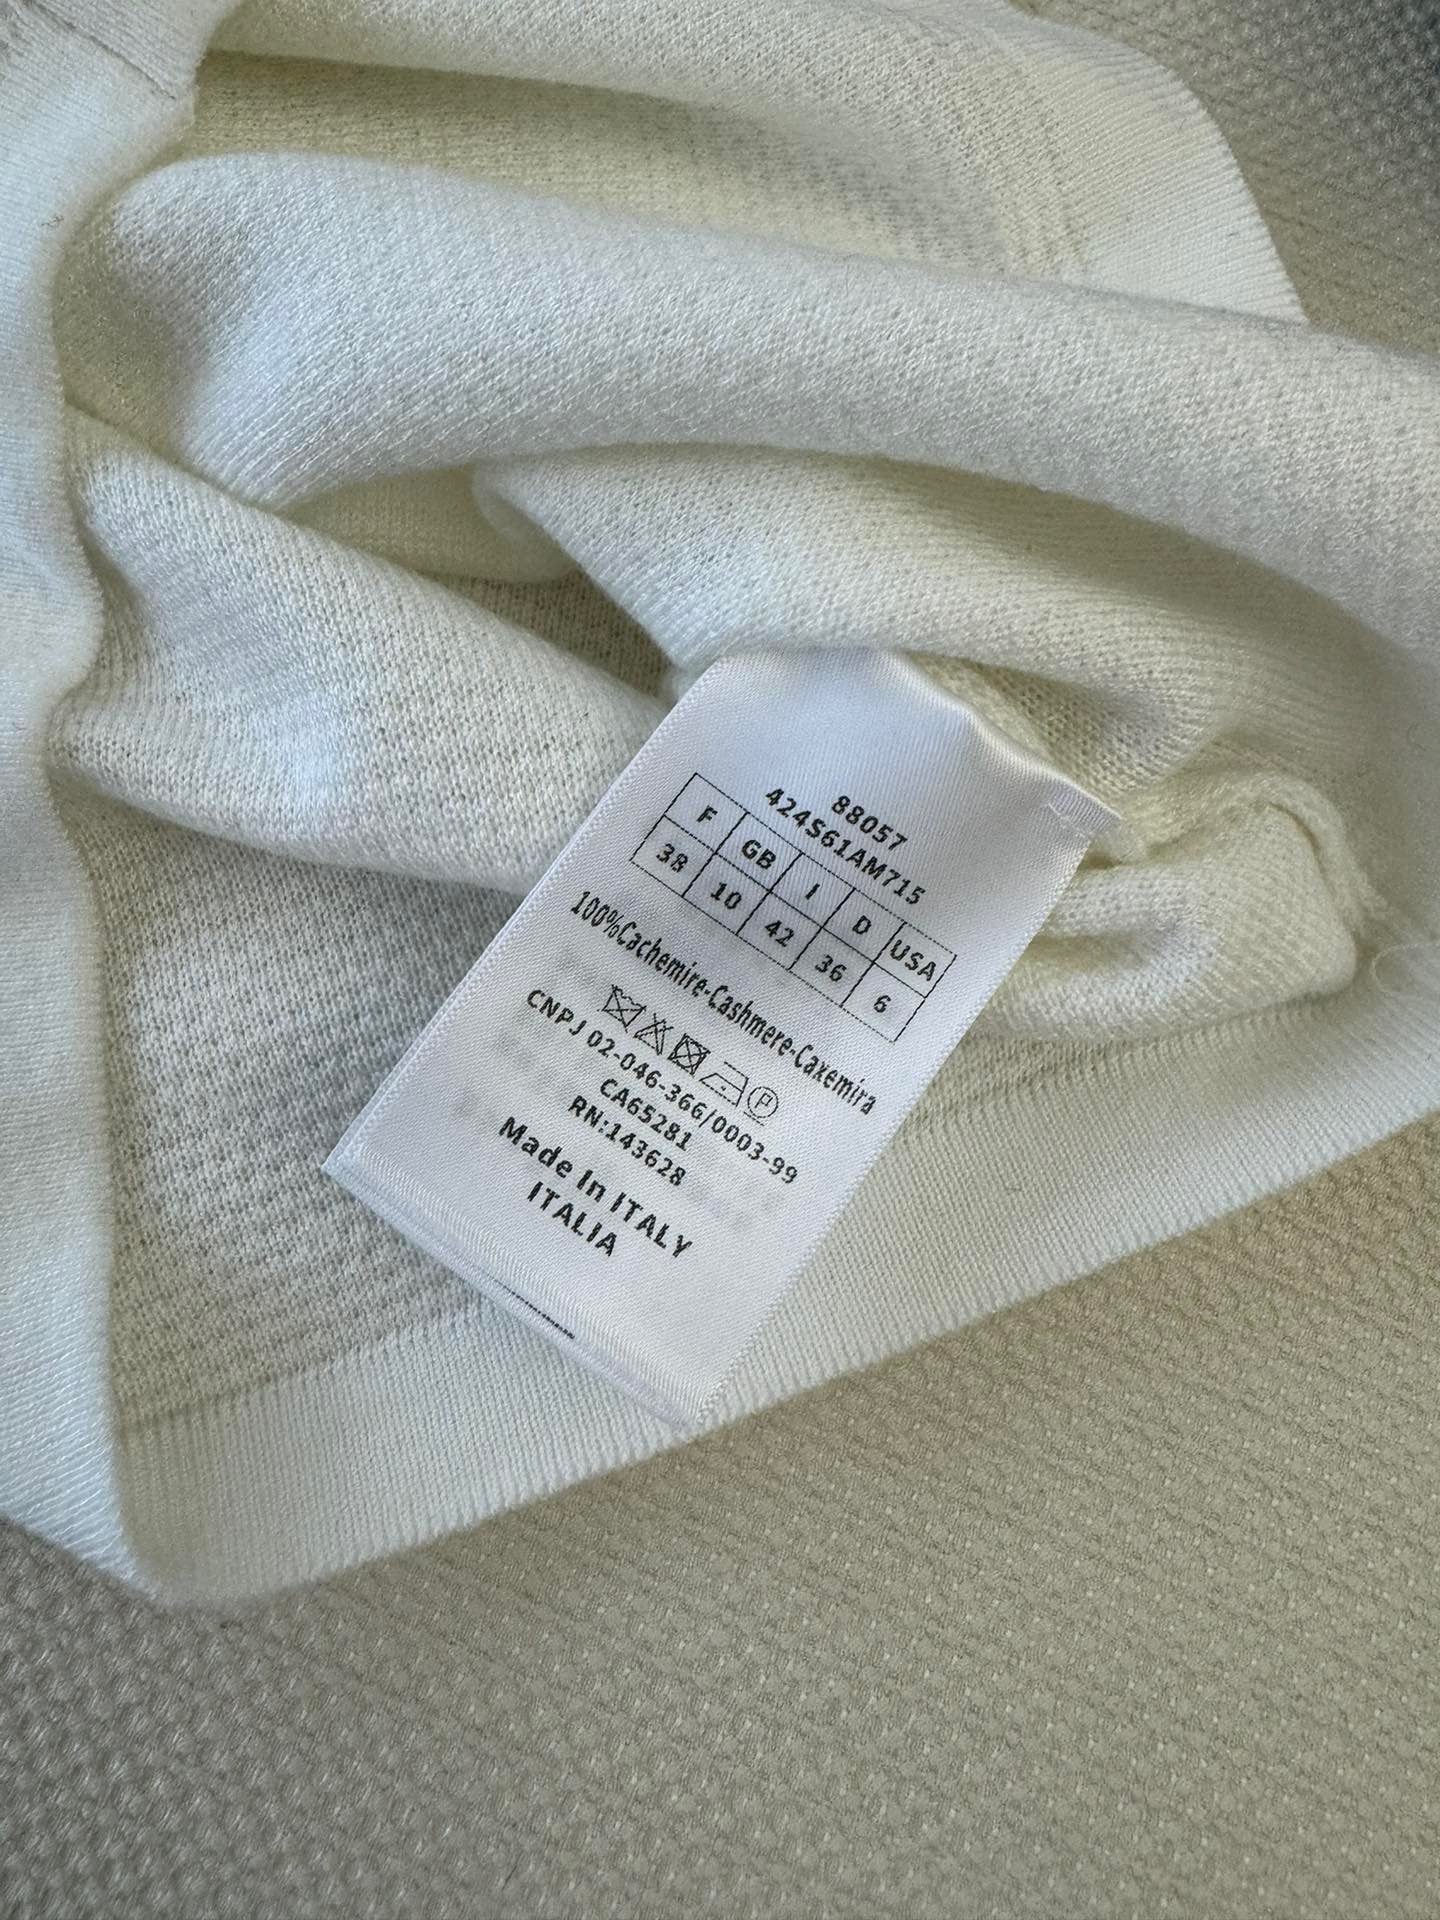 88057
424S61AM715
F GB I D USA
38 10 42 36 6
100%Cachemire-Cashmere-Caxemira
P
CNPJ 02-046-366/0003-99
CA65281
RN:143628
Made In ITALY
ITALIA